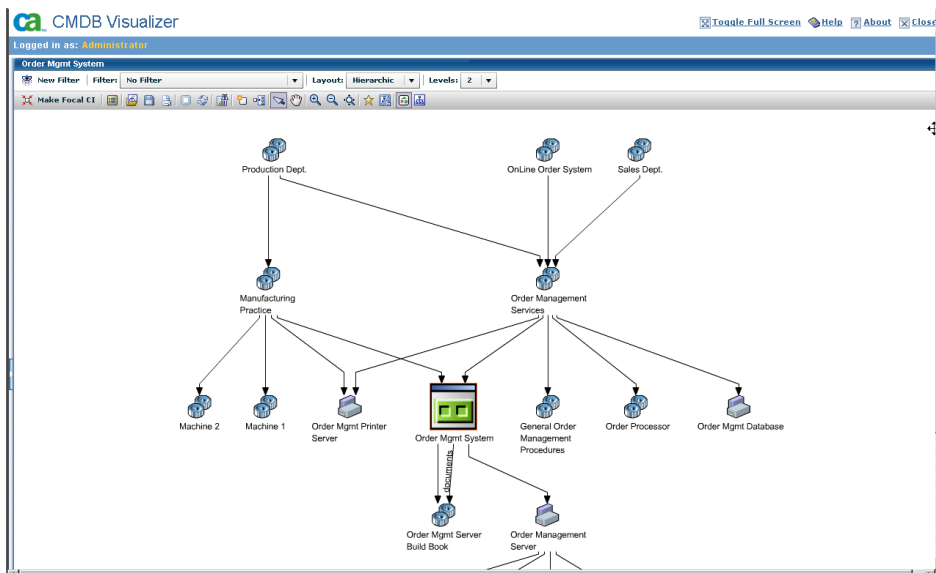 ca CMDB Visualizer
Toggle Full Screen Help About Close
Logged in as: Administrator
Order Mgmt System
New Filter Filter: No Filter Layout: Hierarchic Levels: 2
Make Focal CI
Production Dept. OnLine Order System Sales Dept.
Manufacturing
Practice
Order Management
Services
Machine 2 Machine 1
Order Mgmt Printer
Server
Order Mgmt System
General Order
Management
Procedures
Order Processor
Order Mgmt Database
documents
Order Mgmt Server
Build Book
Order Management
Server